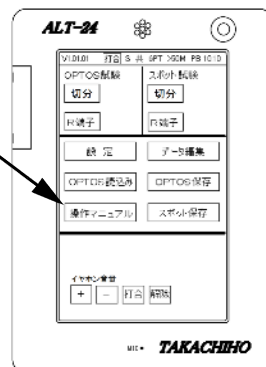 ALT-24
V1.01.01 打合 S 共 6PT >50M PB 10:10
OPTOS試験 スポット試験
切分 切分
R端子 R端子
設 定 データ編集
OPTOS読込み OPTOS保存
操作マニュアル スポット保存
イヤホン音量
+ − 打合 解除
MIC
TAKACHIHO